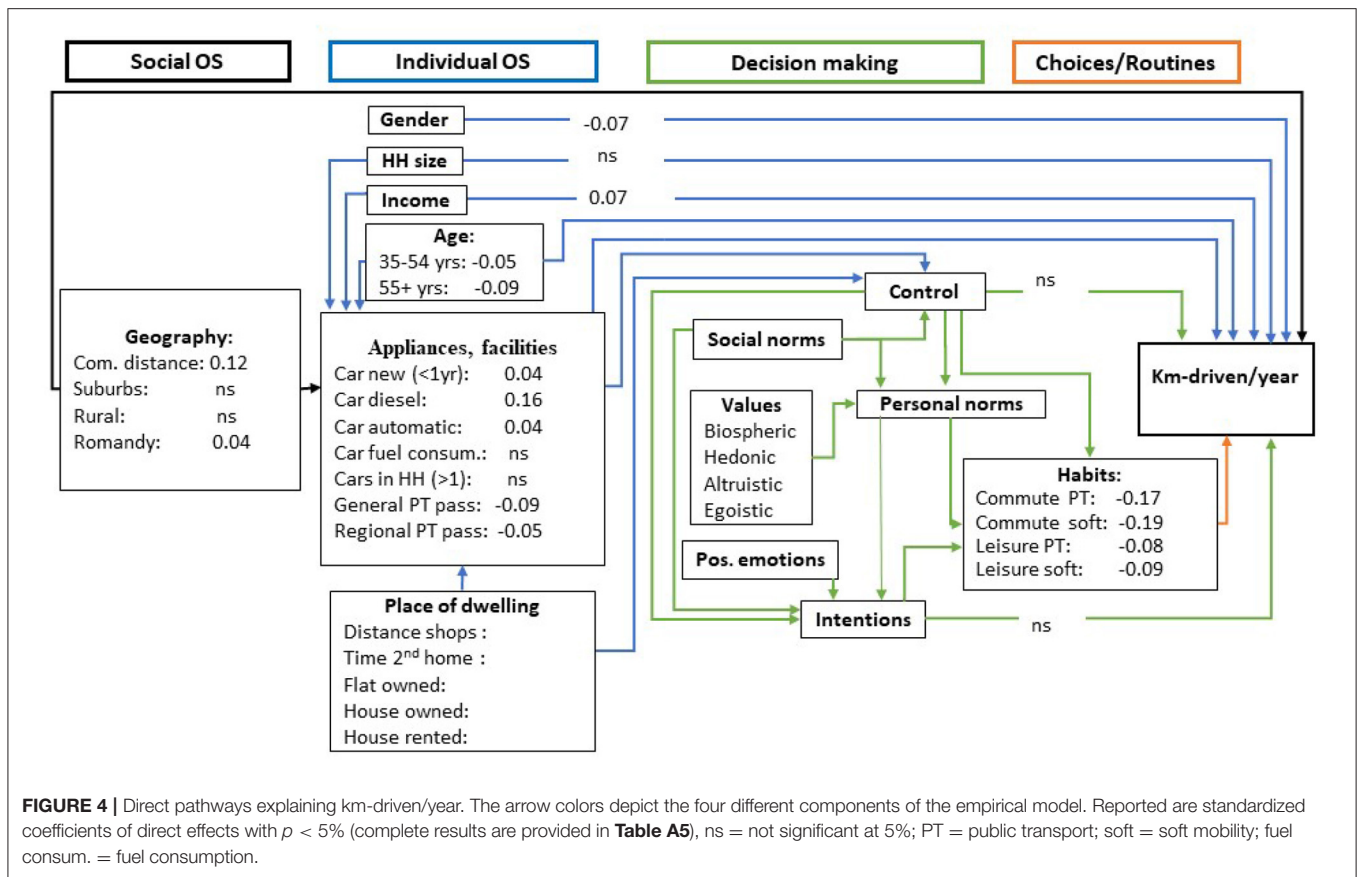 Social OS
Individual OS
Decision making
Choices/Routines
Gender
-0.07
HH size
ns
Income
0.07
Age:
35-54 yrs: -0.05
55+ yrs: -0.09
Geography:
Com. distance: 0.12
Suburbs: ns
Rural: ns
Romandy: 0.04
Appliances, facilities
Car new (<1yr): 0.04
Car diesel: 0.16
Car automatic: 0.04
Car fuel consum.: ns
Cars in HH (>1): ns
General PT pass: -0.09
Regional PT pass: -0.05
Place of dwelling
Distance shops :
Time 2nd home :
Flat owned:
House owned:
House rented:
Control
ns
Social norms
Values
Biospheric
Hedonic
Altruistic
Egoistic
Personal norms
Pos. emotions
Intentions
ns
Habits:
Commute PT: -0.17
Commute soft: -0.19
Leisure PT: -0.08
Leisure soft: -0.09
Km-driven/year
FIGURE 4 | Direct pathways explaining km-driven/year. The arrow colors depict the four different components of the empirical model. Reported are standardized
coefficients of direct effects with p < 5% (complete results are provided in Table A5), ns = not significant at 5%; PT = public transport; soft = soft mobility; fuel
consum. = fuel consumption.